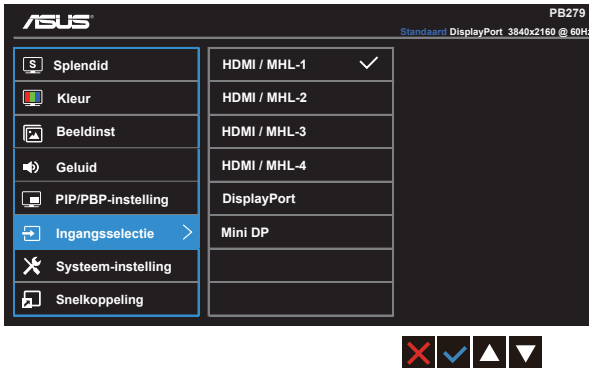 ASUS
PB279
Standaard DisplayPort 3840x2160 @ 60Hz
S Splendid
Kleur
Beeldinst
Geluid
PIP/PBP-instelling
Ingangsselectie
Systeem-instelling
Snelkoppeling
HDMI / MHL-1
HDMI / MHL-2
HDMI / MHL-3
HDMI / MHL-4
DisplayPort
Mini DP